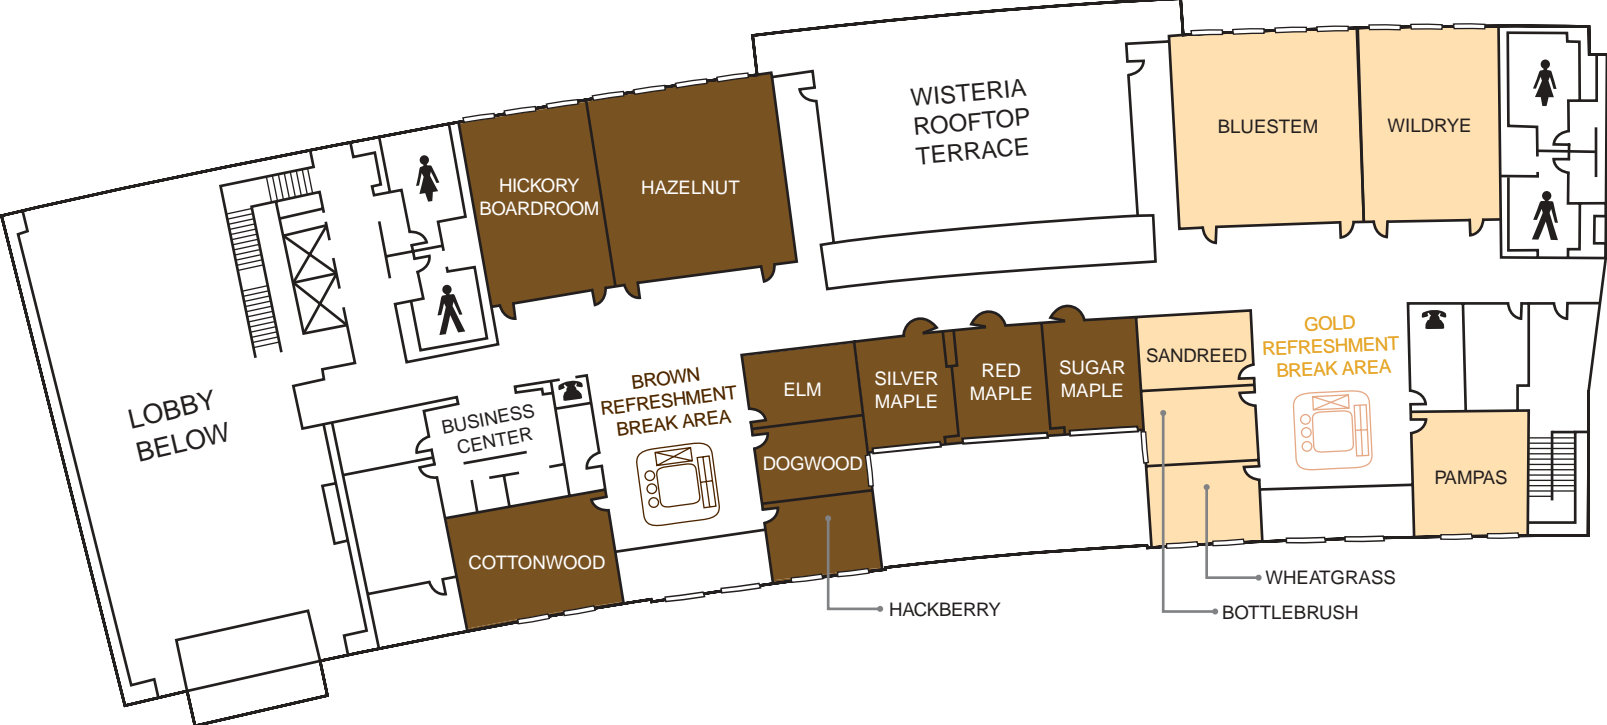 WISTERIA
ROOFTOP
TERRACE
BLUESTEM
WILDRYE
HICKORY
BOARDROOM
HAZELNUT
LOBBY
BELOW
BUSINESS
CENTER
BROWN
REFRESHMENT
BREAK AREA
ELM
SILVER
MAPLE
RED
MAPLE
SUGAR
MAPLE
SANDREED
GOLD
REFRESHMENT
BREAK AREA
DOGWOOD
PAMPAS
COTTONWOOD
WHEATGRASS
HACKBERRY
BOTTLEBRUSH